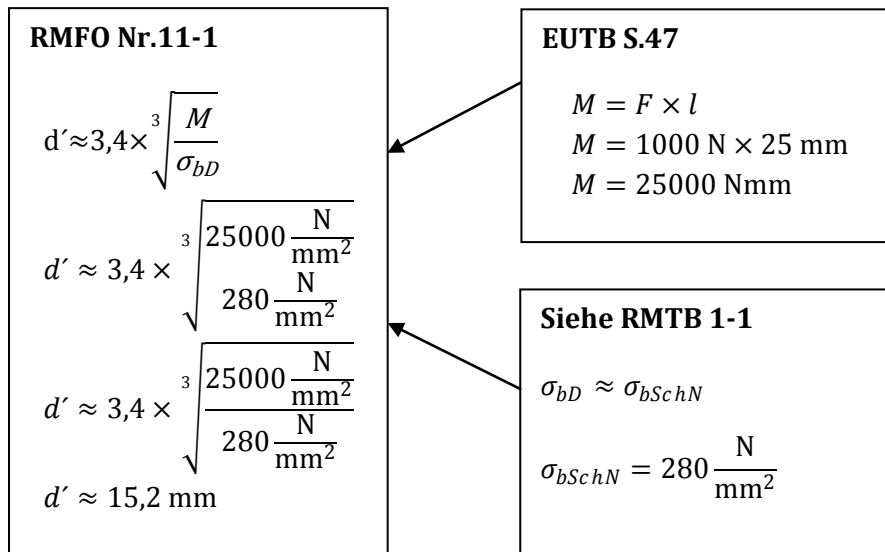 RMFO Nr.11-1
d´≈3,4×∛(M/σ_bD)
d´ ≈ 3,4 × ∛(25000 N/mm² 280 N/mm²)
d´ ≈ 3,4 × ∛((25000 N/mm²)/(280 N/mm²))
d´ ≈ 15,2 mm
EUTB S.47
M = F × l
M = 1000 N × 25 mm
M = 25000 Nmm
Siehe RMTB 1-1
σ_bD ≈ σ_bSchN
σ_bSchN = 280 N/mm²